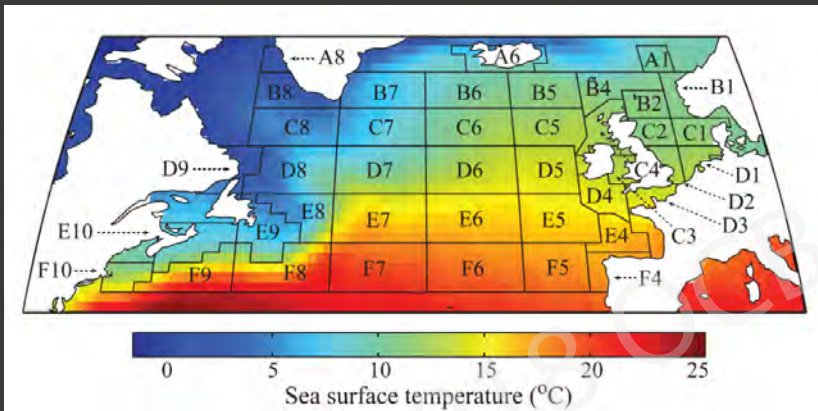 A8 A6 A1
B8 B7 B6 B5 B4 B2 B1
C8 C7 C6 C5 C2 C1
D9 D8 D7 D6 D5 C4 D1
D4 D2
E10 E9 E8 E7 E6 E5 E4 C3 D3
F10 F9 F8 F7 F6 F5 F4
0 5 10 15 20 25
Sea surface temperature (°C)
18 OCB